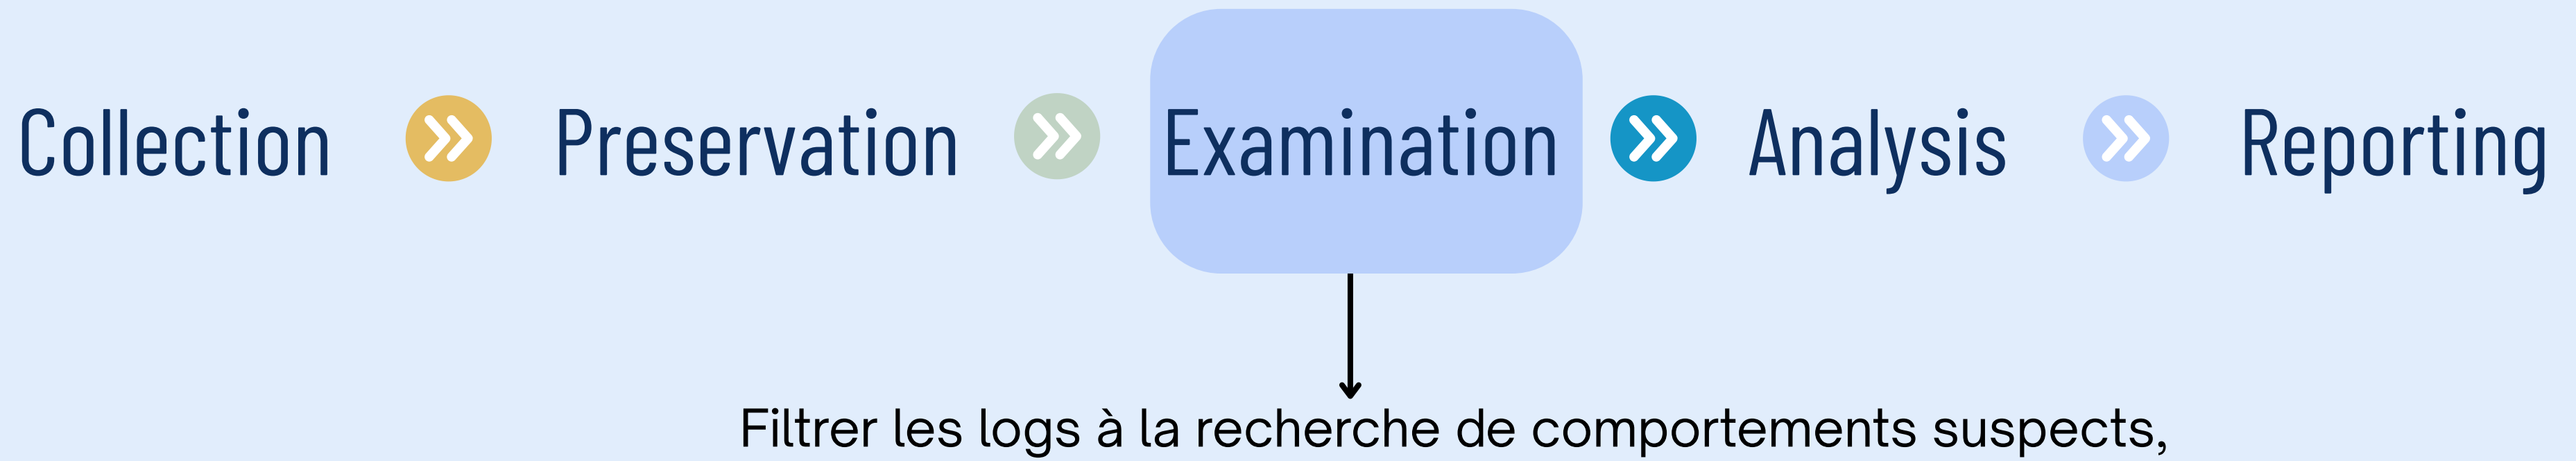 Collection Preservation Examination Analysis Reporting
Filtrer les logs à la recherche de comportements suspects,